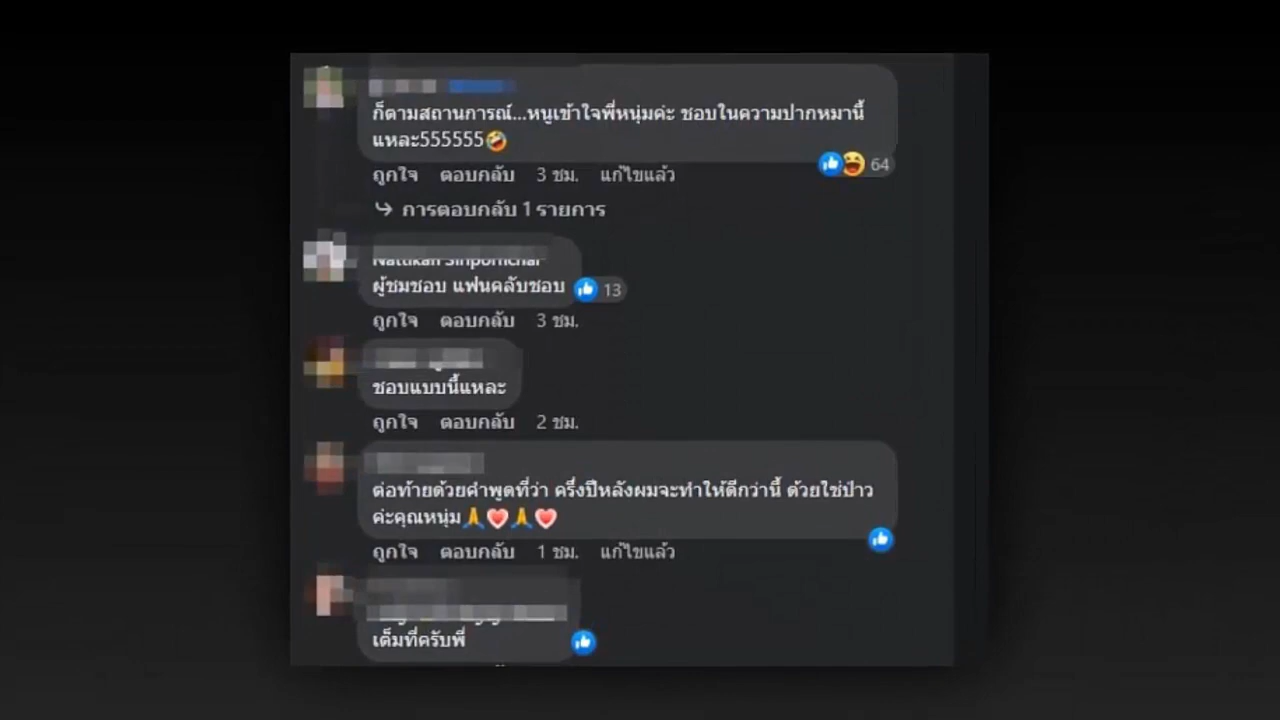 ก็ตามสถานการณ์...หนูเข้าใจพี่หนุ่มค่ะ ชอบในความปากหมานี้
แหละ555555🤣
64
ถูกใจ ตอบกลับ 3 ชม. แก้ไขแล้ว
การตอบกลับ 1 รายการ
ผู้ชมชอบ แฟนคลับชอบ
13
ถูกใจ ตอบกลับ 3 ชม.
ชอบแบบนี้แหละ
ถูกใจ ตอบกลับ 2 ชม.
ต่อท้ายด้วยคำพูดที่ว่า ครึ่งปีหลังผมจะทำให้ดีกว่านี้ ด้วยใช่ป่าว
ค่ะคุณหนุ่ม🙏❤️🙏❤️
ถูกใจ ตอบกลับ 1 ชม. แก้ไขแล้ว
เต็มที่ครับพี่